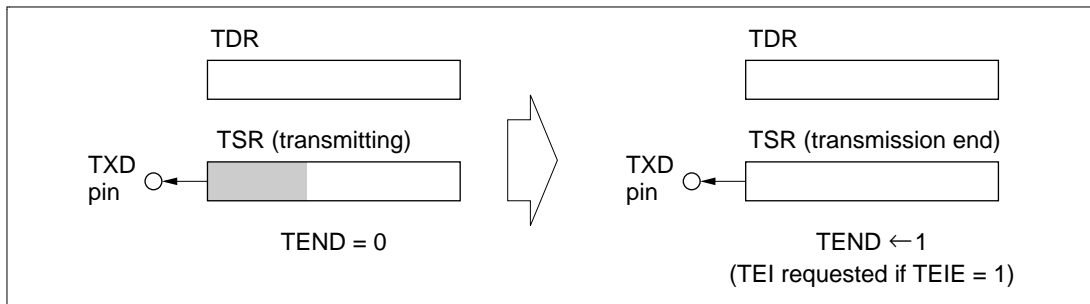 TDR
TSR (transmitting)
TXD
pin
TEND = 0
TDR
TSR (transmission end)
TXD
pin
TEND ← 1
(TEI requested if TEIE = 1)